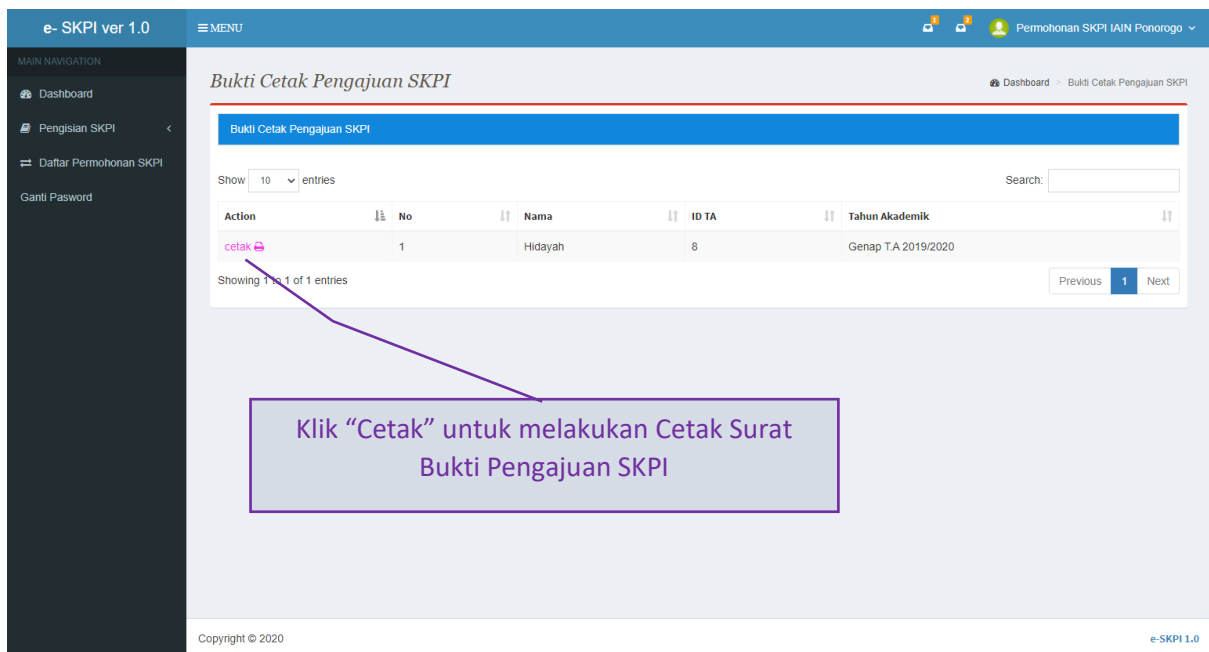 e- SKPI ver 1.0
MENU
1
2
Permohonan SKPI IAIN Ponorogo
MAIN NAVIGATION
Dashboard
Pengisian SKPI
Daftar Permohonan SKPI
Ganti Pasword
Bukti Cetak Pengajuan SKPI
Dashboard > Bukti Cetak Pengajuan SKPI
Bukti Cetak Pengajuan SKPI
Show 10 entries
Search:
Action No Nama ID TA Tahun Akademik
cetak 1 Hidayah 8 Genap T.A 2019/2020
Showing 1 to 1 of 1 entries
Previous 1 Next
Klik “Cetak” untuk melakukan Cetak Surat
Bukti Pengajuan SKPI
Copyright © 2020
e-SKPI 1.0